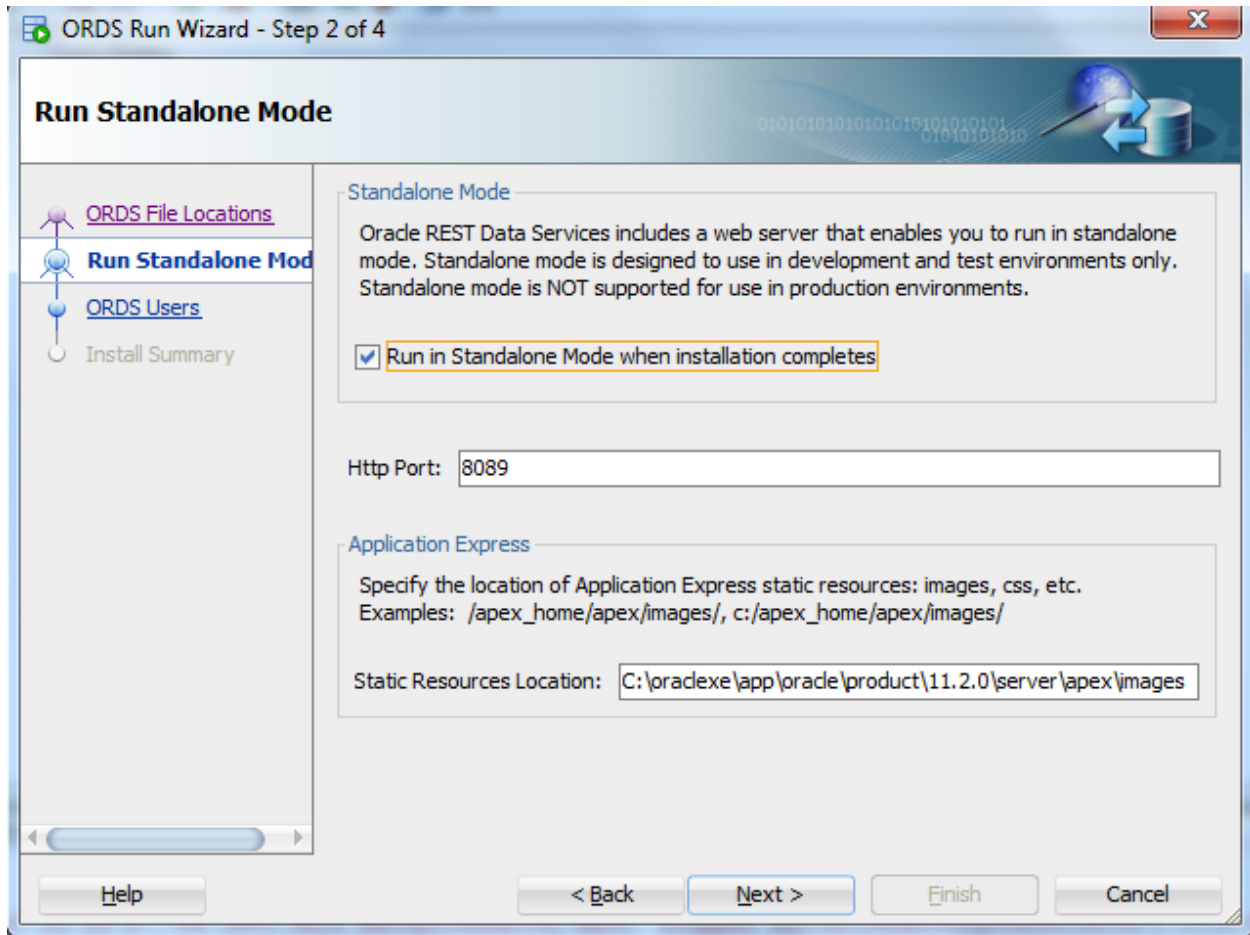 ORDS Run Wizard - Step 2 of 4
Run Standalone Mode
01010101010101010101010101
01010101010
ORDS File Locations
Run Standalone Mod
ORDS Users
Install Summary
Standalone Mode
Oracle REST Data Services includes a web server that enables you to run in standalone
mode. Standalone mode is designed to use in development and test environments only.
Standalone mode is NOT supported for use in production environments.
Run in Standalone Mode when installation completes
Http Port: 8089
Application Express
Specify the location of Application Express static resources: images, css, etc.
Examples: /apex_home/apex/images/, c:/apex_home/apex/images/
Static Resources Location: C:\oraclexe\app\oracle\product\11.2.0\server\apex\images
Help < Back Next > Finish Cancel